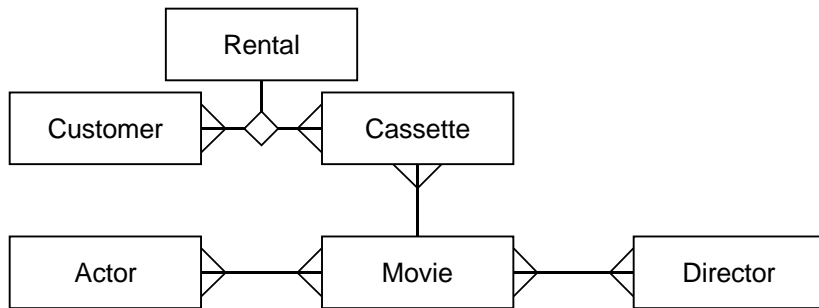 Rental
Customer
Cassette
Actor
Movie
Director